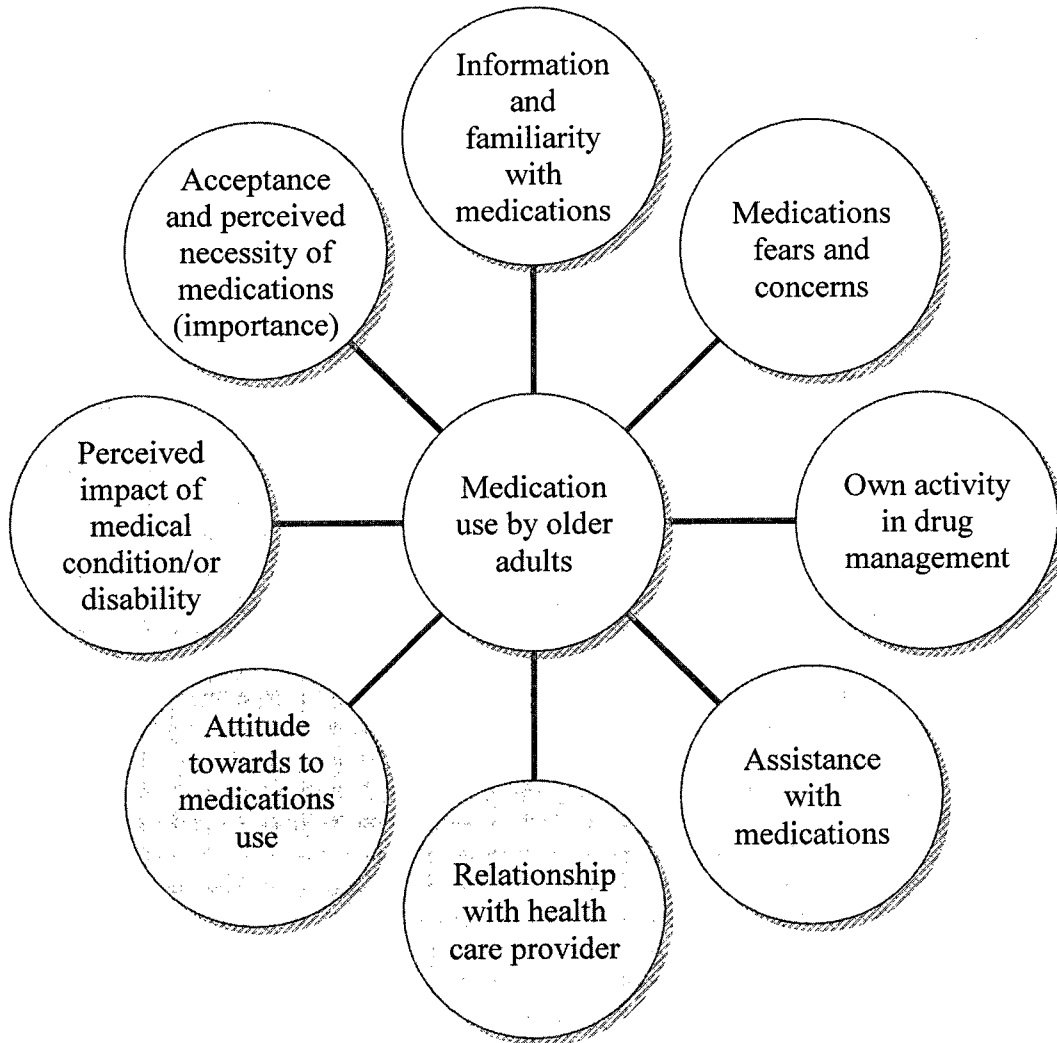 Information
and
familiarity
with
medications
Medications
fears and
concerns
Own activity
in drug
management
Assistance
with
medications
Relationship
with health
care provider
Attitude
towards to
medications
use
Perceived
impact of
medical
condition/or
disability
Acceptance
and perceived
necessity of
medications
(importance)
Medication
use by older
adults